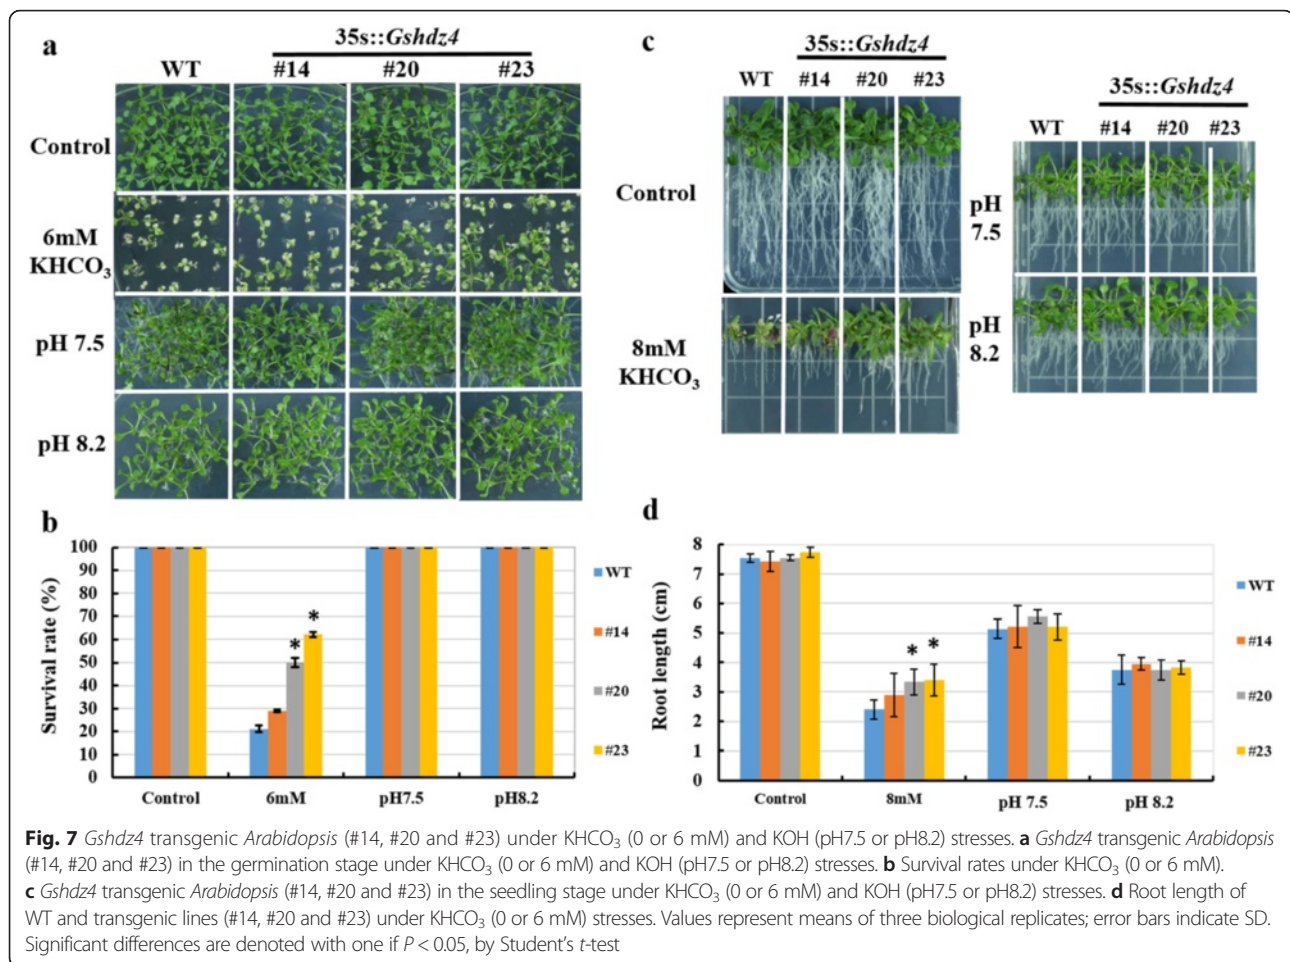 a
35s::Gshdz4
WT #14 #20 #23
Control
6mM
KHCO₃
pH 7.5
pH 8.2
c
35s::Gshdz4
WT #14 #20 #23
Control
8mM
KHCO₃
35s::Gshdz4
WT #14 #20 #23
pH
7.5
pH
8.2
b
Survival rate (%)
100
90
80
70
60
50
40
30
20
10
0
* *
Control 6mM pH7.5 pH8.2
WT
#14
#20
#23
d
Root length (cm)
8
7
6
5
4
3
2
1
0
* *
Control 8mM pH 7.5 pH 8.2
WT
#14
#20
#23
Fig. 7 Gshdz4 transgenic Arabidopsis (#14, #20 and #23) under KHCO₃ (0 or 6 mM) and KOH (pH7.5 or pH8.2) stresses. a Gshdz4 transgenic Arabidopsis
(#14, #20 and #23) in the germination stage under KHCO₃ (0 or 6 mM) and KOH (pH7.5 or pH8.2) stresses. b Survival rates under KHCO₃ (0 or 6 mM).
c Gshdz4 transgenic Arabidopsis (#14, #20 and #23) in the seedling stage under KHCO₃ (0 or 6 mM) and KOH (pH7.5 or pH8.2) stresses. d Root length of
WT and transgenic lines (#14, #20 and #23) under KHCO₃ (0 or 6 mM) stresses. Values represent means of three biological replicates; error bars indicate SD.
Significant differences are denoted with one if P < 0.05, by Student's t-test